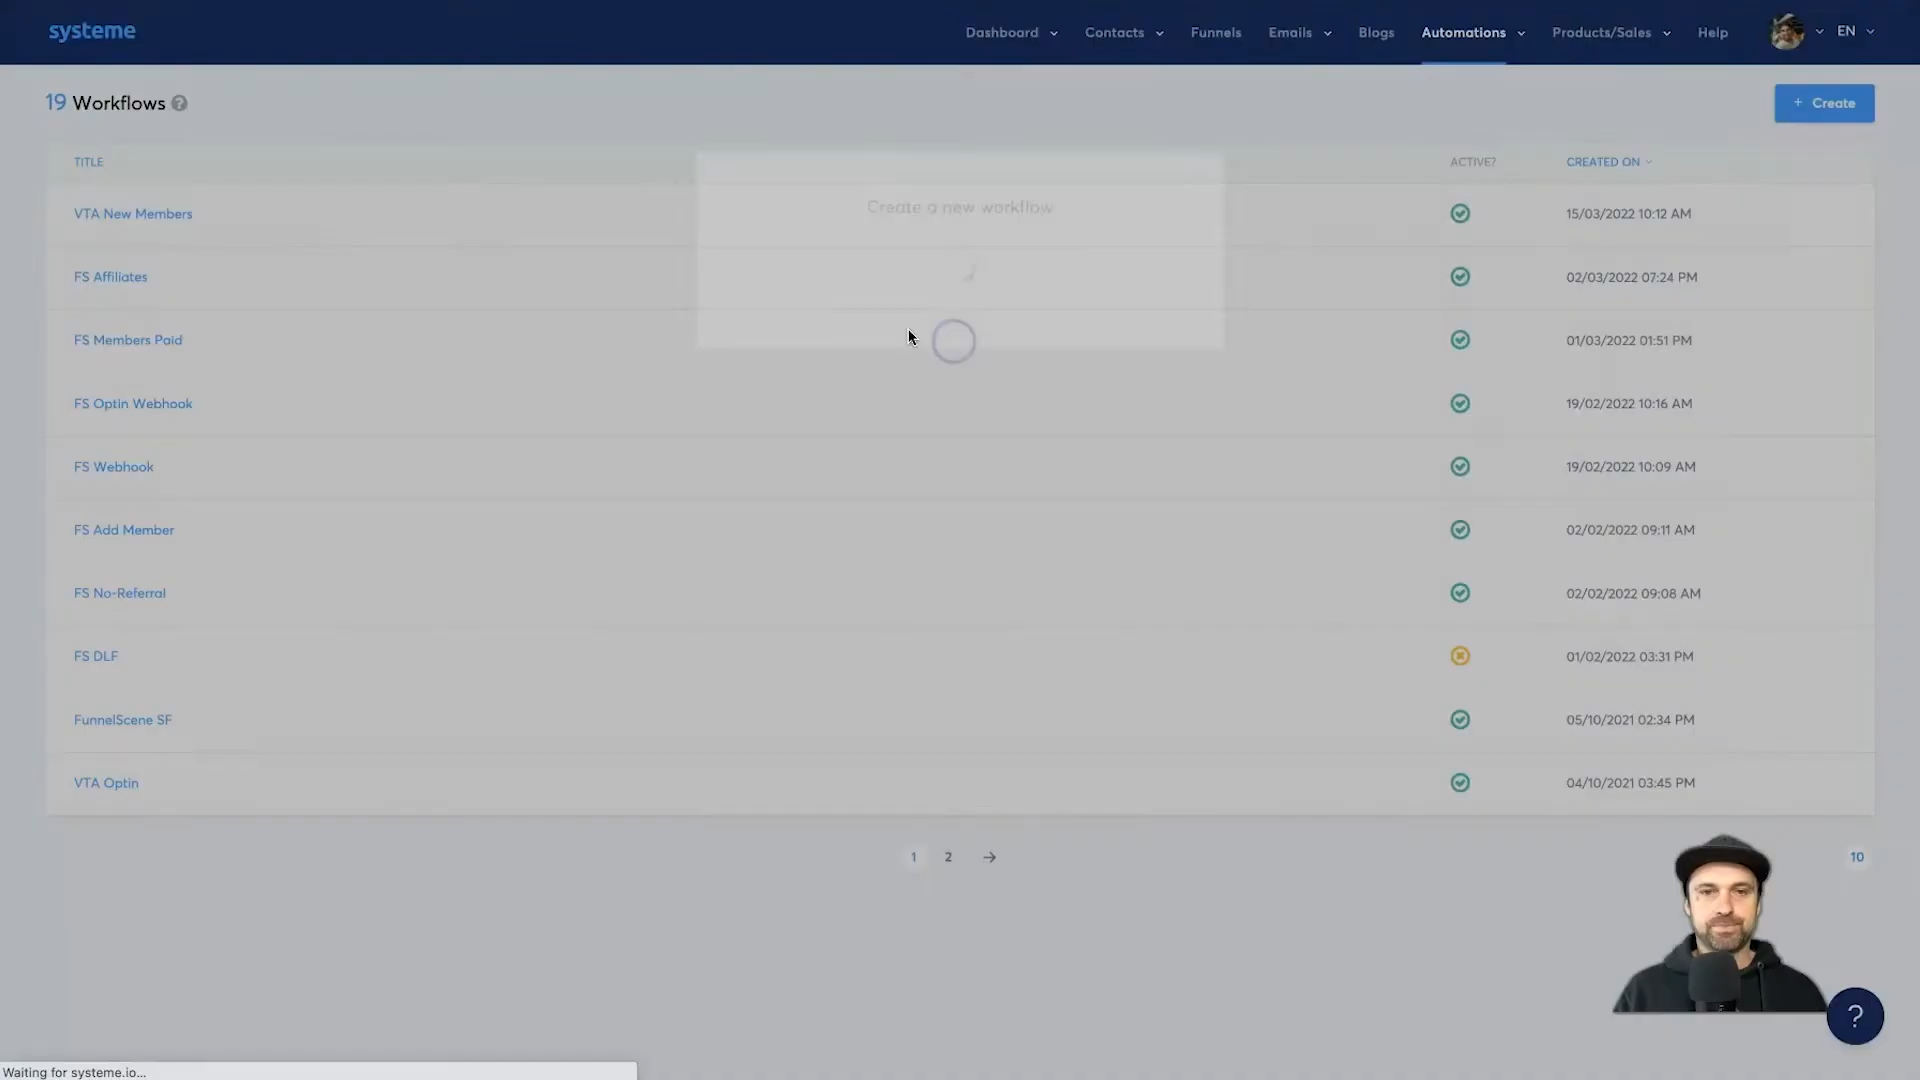 systeme
Dashboard
Contacts
Funnels
Emails
Blogs
Automations
Products/Sales
Help
EN
19 Workflows ?
+ Create
TITLE
ACTIVE?
CREATED ON
Create a new workflow
VTA New Members
15/03/2022 10:12 AM
FS Affiliates
02/03/2022 07:24 PM
FS Members Paid
01/03/2022 01:51 PM
FS Optin Webhook
19/02/2022 10:16 AM
FS Webhook
19/02/2022 10:09 AM
FS Add Member
02/02/2022 09:11 AM
FS No-Referral
02/02/2022 09:08 AM
FS DLF
01/02/2022 03:31 PM
FunnelScene SF
05/10/2021 02:34 PM
VTA Optin
04/10/2021 03:45 PM
1 2 →
10
?
Waiting for systeme.io...